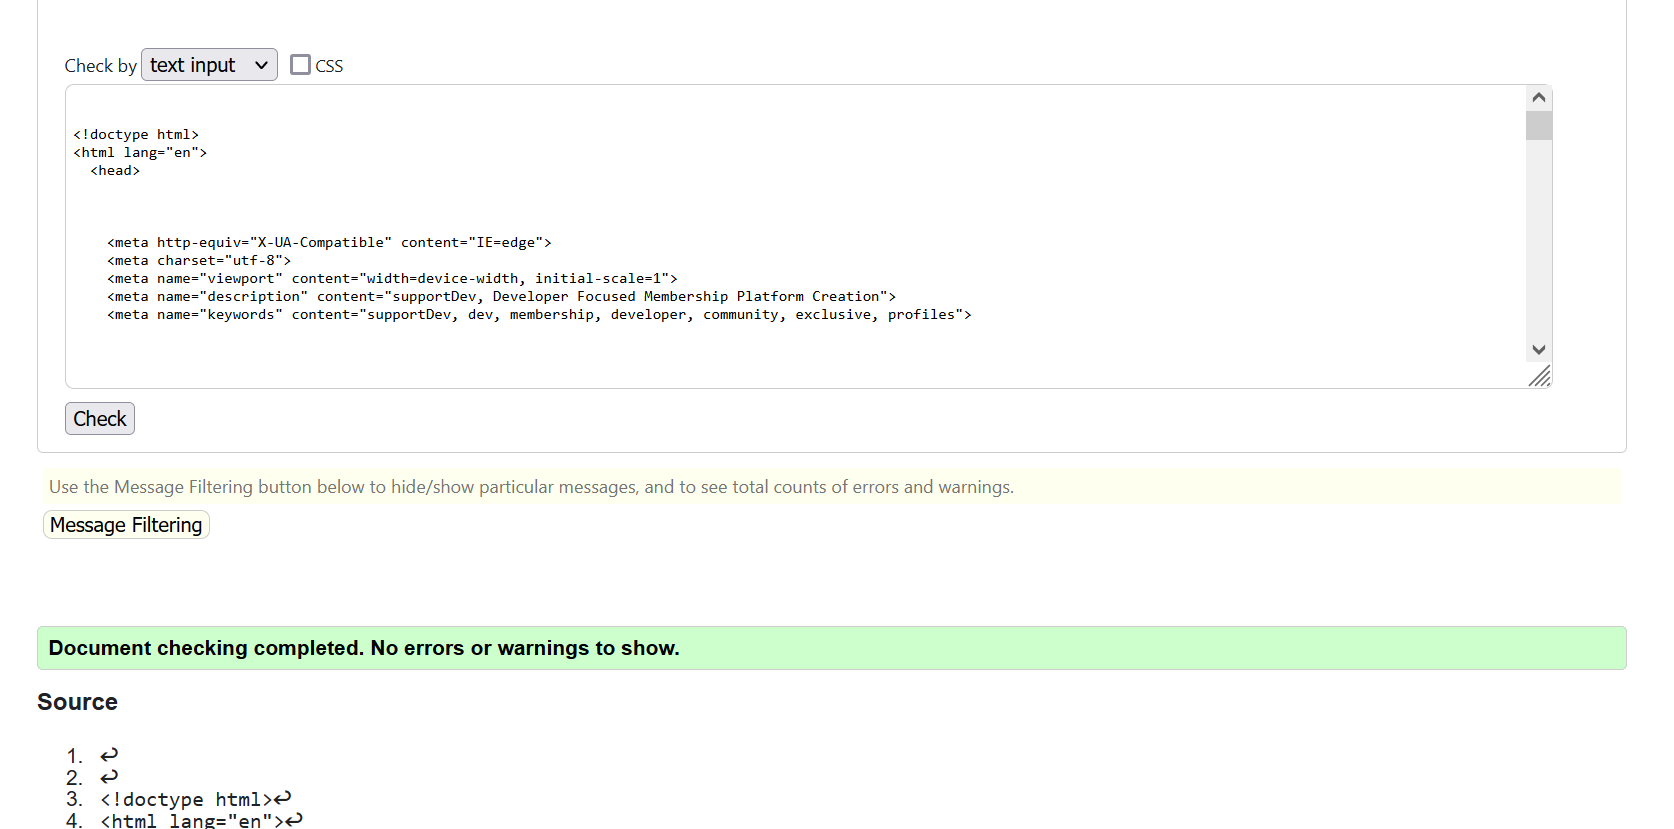 Check by text input CSS
<!doctype html>
<html lang="en">
<head>
<meta http-equiv="X-UA-Compatible" content="IE=edge">
<meta charset="utf-8">
<meta name="viewport" content="width=device-width, initial-scale=1">
<meta name="description" content="supportDev, Developer Focused Membership Platform Creation">
<meta name="keywords" content="supportDev, dev, membership, developer, community, exclusive, profiles">
Check
Use the Message Filtering button below to hide/show particular messages, and to see total counts of errors and warnings.
Message Filtering
Document checking completed. No errors or warnings to show.
Source
1. ↩
2. ↩
3. <!doctype html>↩
4. <html lang="en">↩